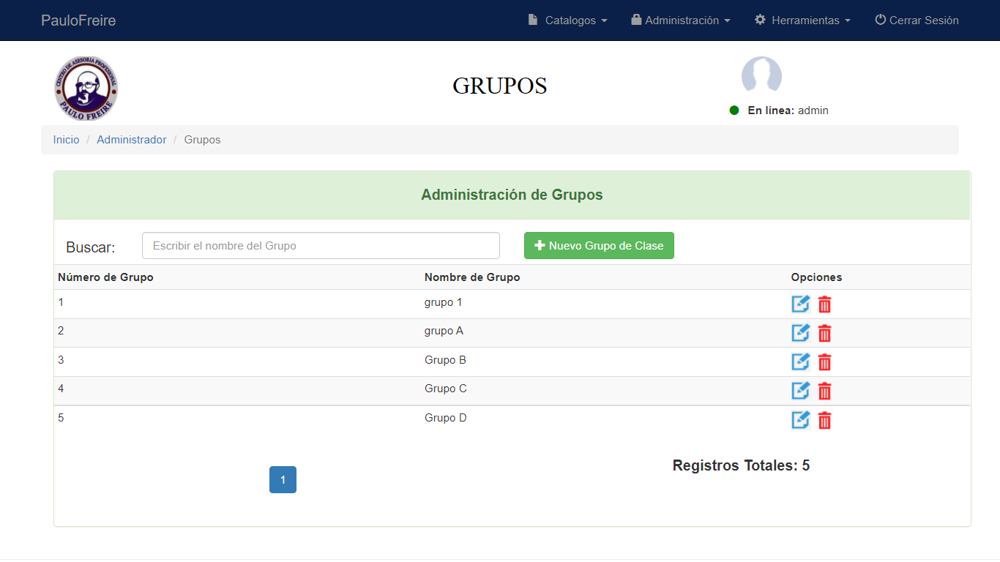 PauloFreire Catalogos Administración Herramientas Cerrar Sesión
CENTRO DE ASESORIA PROFESIONAL
PAULO FREIRE
GRUPOS
En línea: admin
Inicio / Administrador / Grupos
Administración de Grupos
Buscar: Escribir el nombre del Grupo Nuevo Grupo de Clase
Número de Grupo Nombre de Grupo Opciones
1 grupo 1
2 grupo A
3 Grupo B
4 Grupo C
5 Grupo D
Registros Totales: 5
1